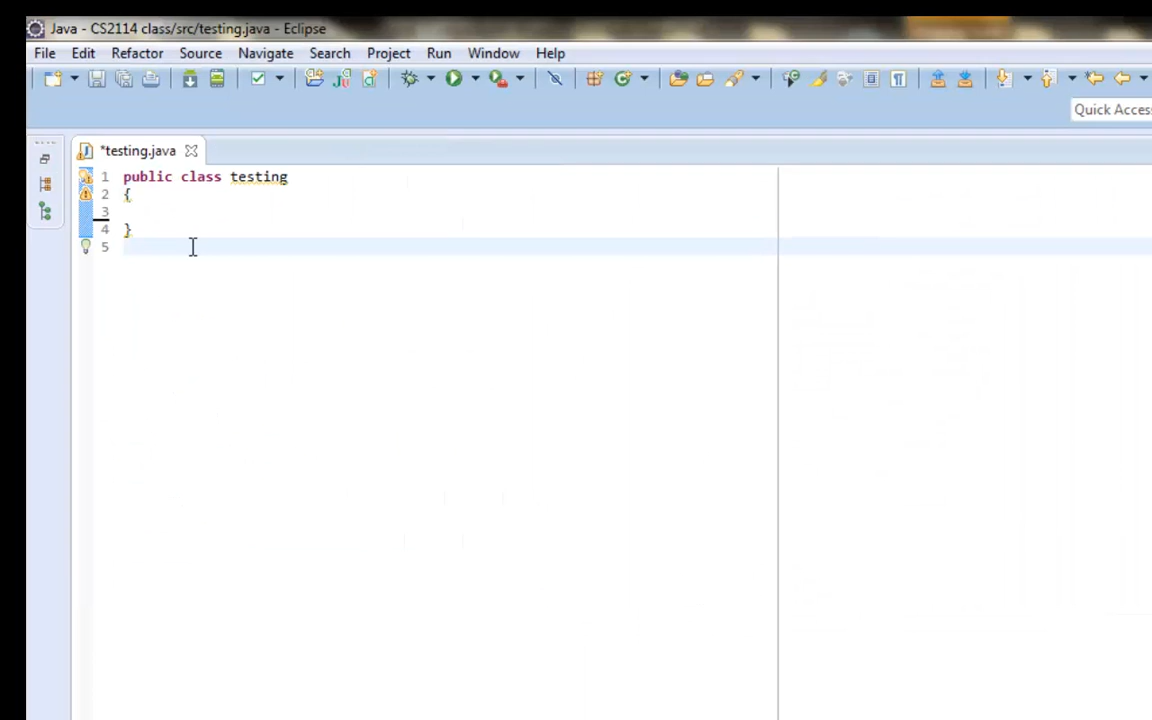 Java - CS2114 class/src/testing.java - Eclipse
File Edit Refactor Source Navigate Search Project Run Window Help
Quick Acces
*testing.java
1 public class testing
2 {
3
4 }
5